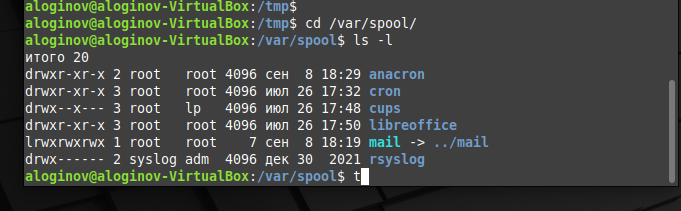 aloginov@aloginov-VirtualBox:/tmp$
aloginov@aloginov-VirtualBox:/tmp$ cd /var/spool/
aloginov@aloginov-VirtualBox:/var/spool$ ls -l
итого 20
drwxr-xr-x 2 root   root 4096 сен  8 18:29 anacron
drwxr-xr-x 3 root   root 4096 июл 26 17:32 cron
drwx--x--- 3 root   lp   4096 июл 26 17:48 cups
drwxr-xr-x 3 root   root 4096 июл 26 17:50 libreoffice
lrwxrwxrwx 1 root   root    7 сен  8 18:19 mail -> ../mail
drwx------ 2 syslog adm  4096 дек 30  2021 rsyslog
aloginov@aloginov-VirtualBox:/var/spool$ t